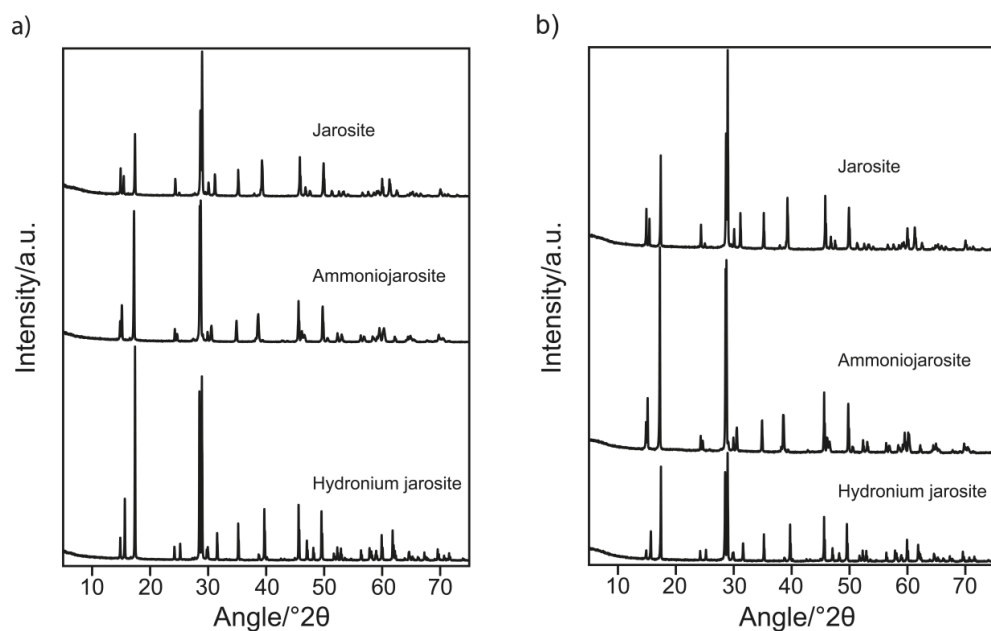 a)
Jarosite
Ammoniojarosite
Hydronium jarosite
Intensity/a.u.
10 20 30 40 50 60 70
Angle/°2θ
b)
Jarosite
Ammoniojarosite
Hydronium jarosite
Intensity/a.u.
10 20 30 40 50 60 70
Angle/°2θ